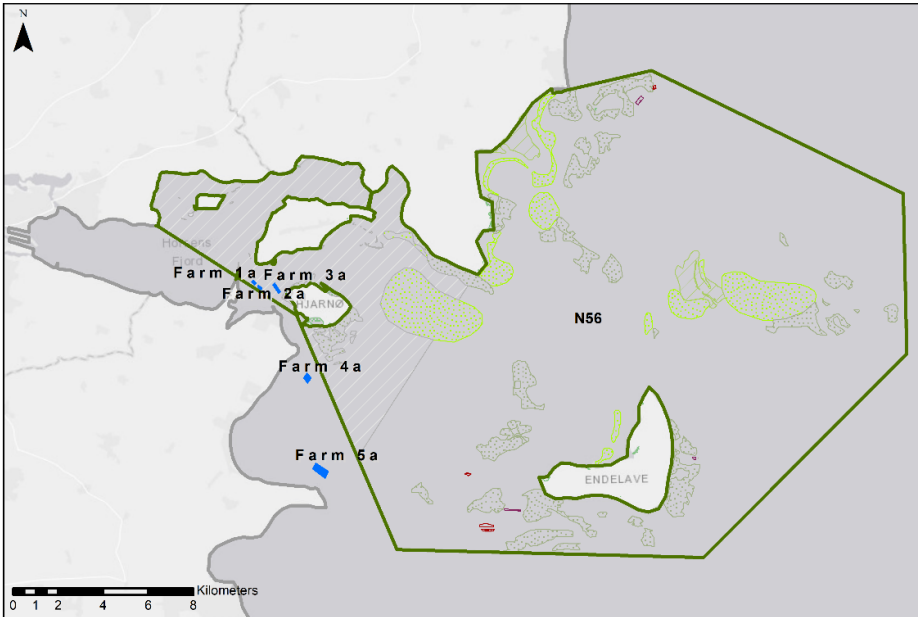 N
Horsens
Fjord
Farm 1a
Farm 3a
Farm 2a
HJARNØ
N56
Farm 4a
Farm 5a
ENDELAVE
Kilometers
0 1 2 4 6 8